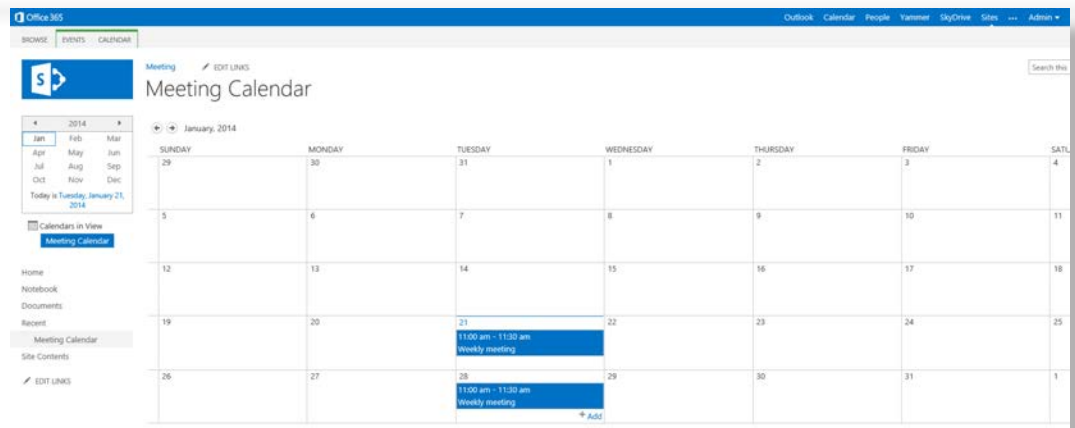 Office 365
Outlook Calendar People Yammer SkyDrive Sites ... Admin
BROWSE EVENTS CALENDAR
S
Meeting EDIT LINKS
Search this
Meeting Calendar
2014
Jan Feb Mar
Apr May Jun
Jul Aug Sep
Oct Nov Dec
Today is Tuesday, January 21,
2014
Calendars in View
Meeting Calendar
Home
Notebook
Documents
Recent
Meeting Calendar
Site Contents
EDIT LINKS
January, 2014
SUNDAY MONDAY TUESDAY WEDNESDAY THURSDAY FRIDAY SATU
29 30 31 1 2 3 4
5 6 7 8 9 10 11
12 13 14 15 16 17 18
19 20 21 22 23 24 25
11:00 am - 11:30 am
Weekly meeting
26 27 28 29 30 31 1
11:00 am - 11:30 am
Weekly meeting
+ Add